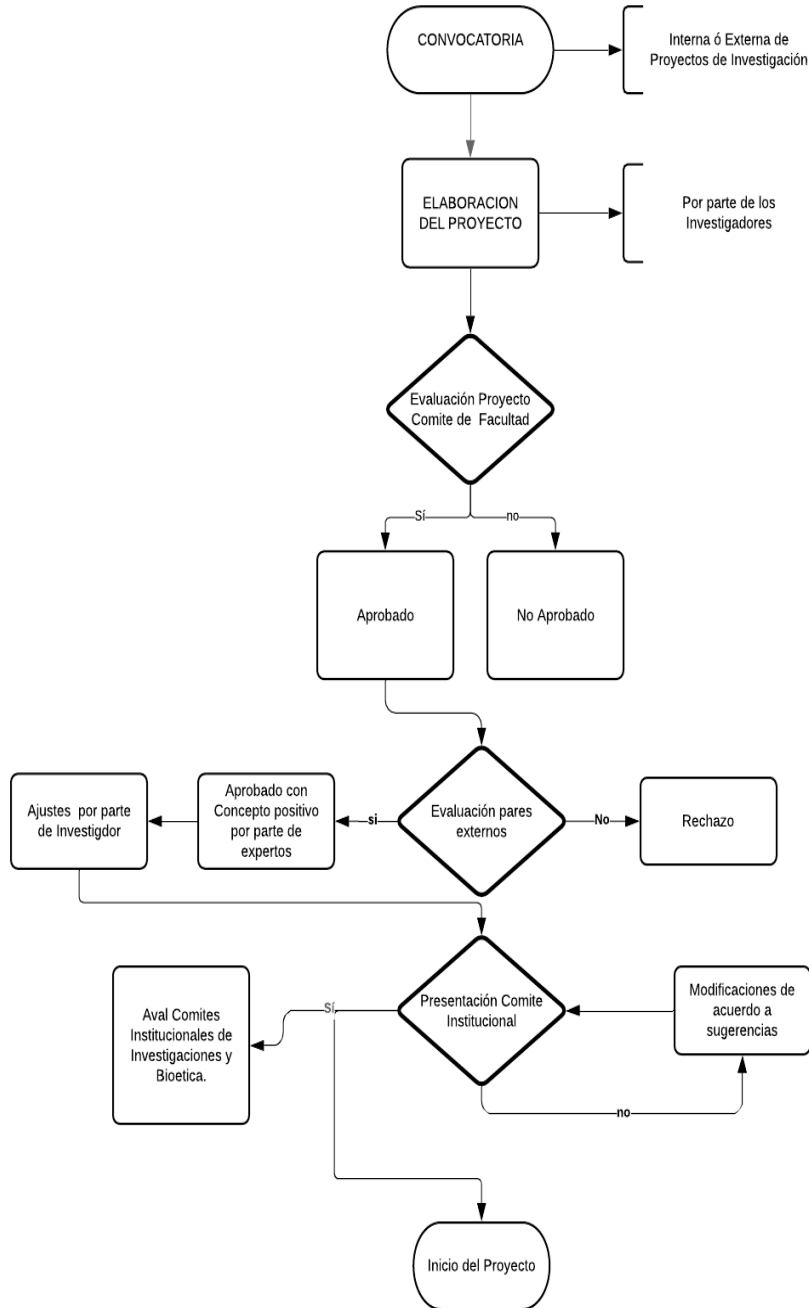 CONVOCATORIA
Interna ó Externa de
Proyectos de Investigación
ELABORACION
DEL PROYECTO
Por parte de los
Investigadores
Evaluación Proyecto
Comite de Facultad
Sí
no
Aprobado
No Aprobado
Ajustes por parte
de Investigdor
Aprobado con
Concepto positivo
por parte de
expertos
si
Evaluación pares
externos
No
Rechazo
Aval Comites
Institucionales de
Investigaciones y
Bioetica.
Sí
Presentación Comite
Institucional
Modificaciones de
acuerdo a
sugerencias
no
Inicio del Proyecto